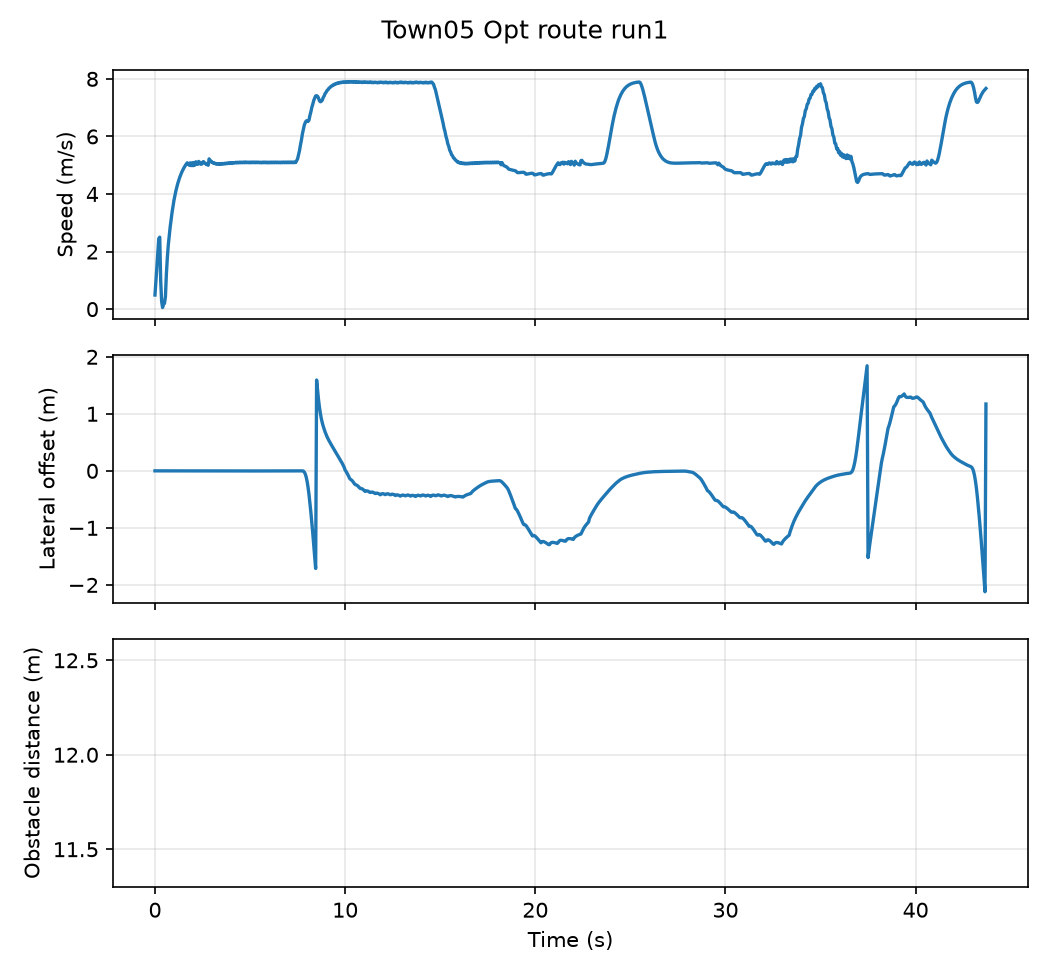 Town05 Opt route run1
Speed (m/s)
8
6
4
2
0
Lateral offset (m)
2
1
0
−1
−2
Obstacle distance (m)
12.5
12.0
11.5
0 10 20 30 40
Time (s)